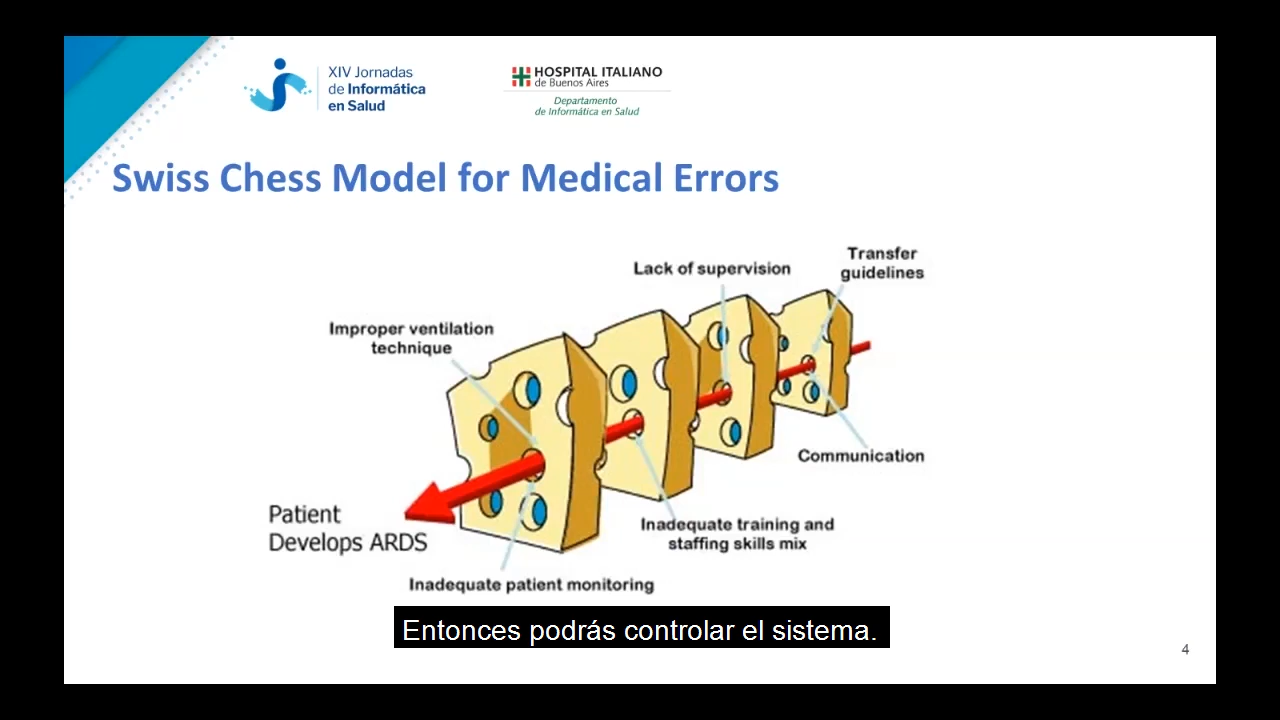 XIV Jornadas
de Informática
en Salud
HOSPITAL ITALIANO
de Buenos Aires
Departamento
de Informática en Salud
Swiss Chess Model for Medical Errors
Transfer
guidelines
Lack of supervision
Improper ventilation
technique
Communication
Patient
Develops ARDS
Inadequate training and
staffing skills mix
Inadequate patient monitoring
Entonces podrás controlar el sistema.
4